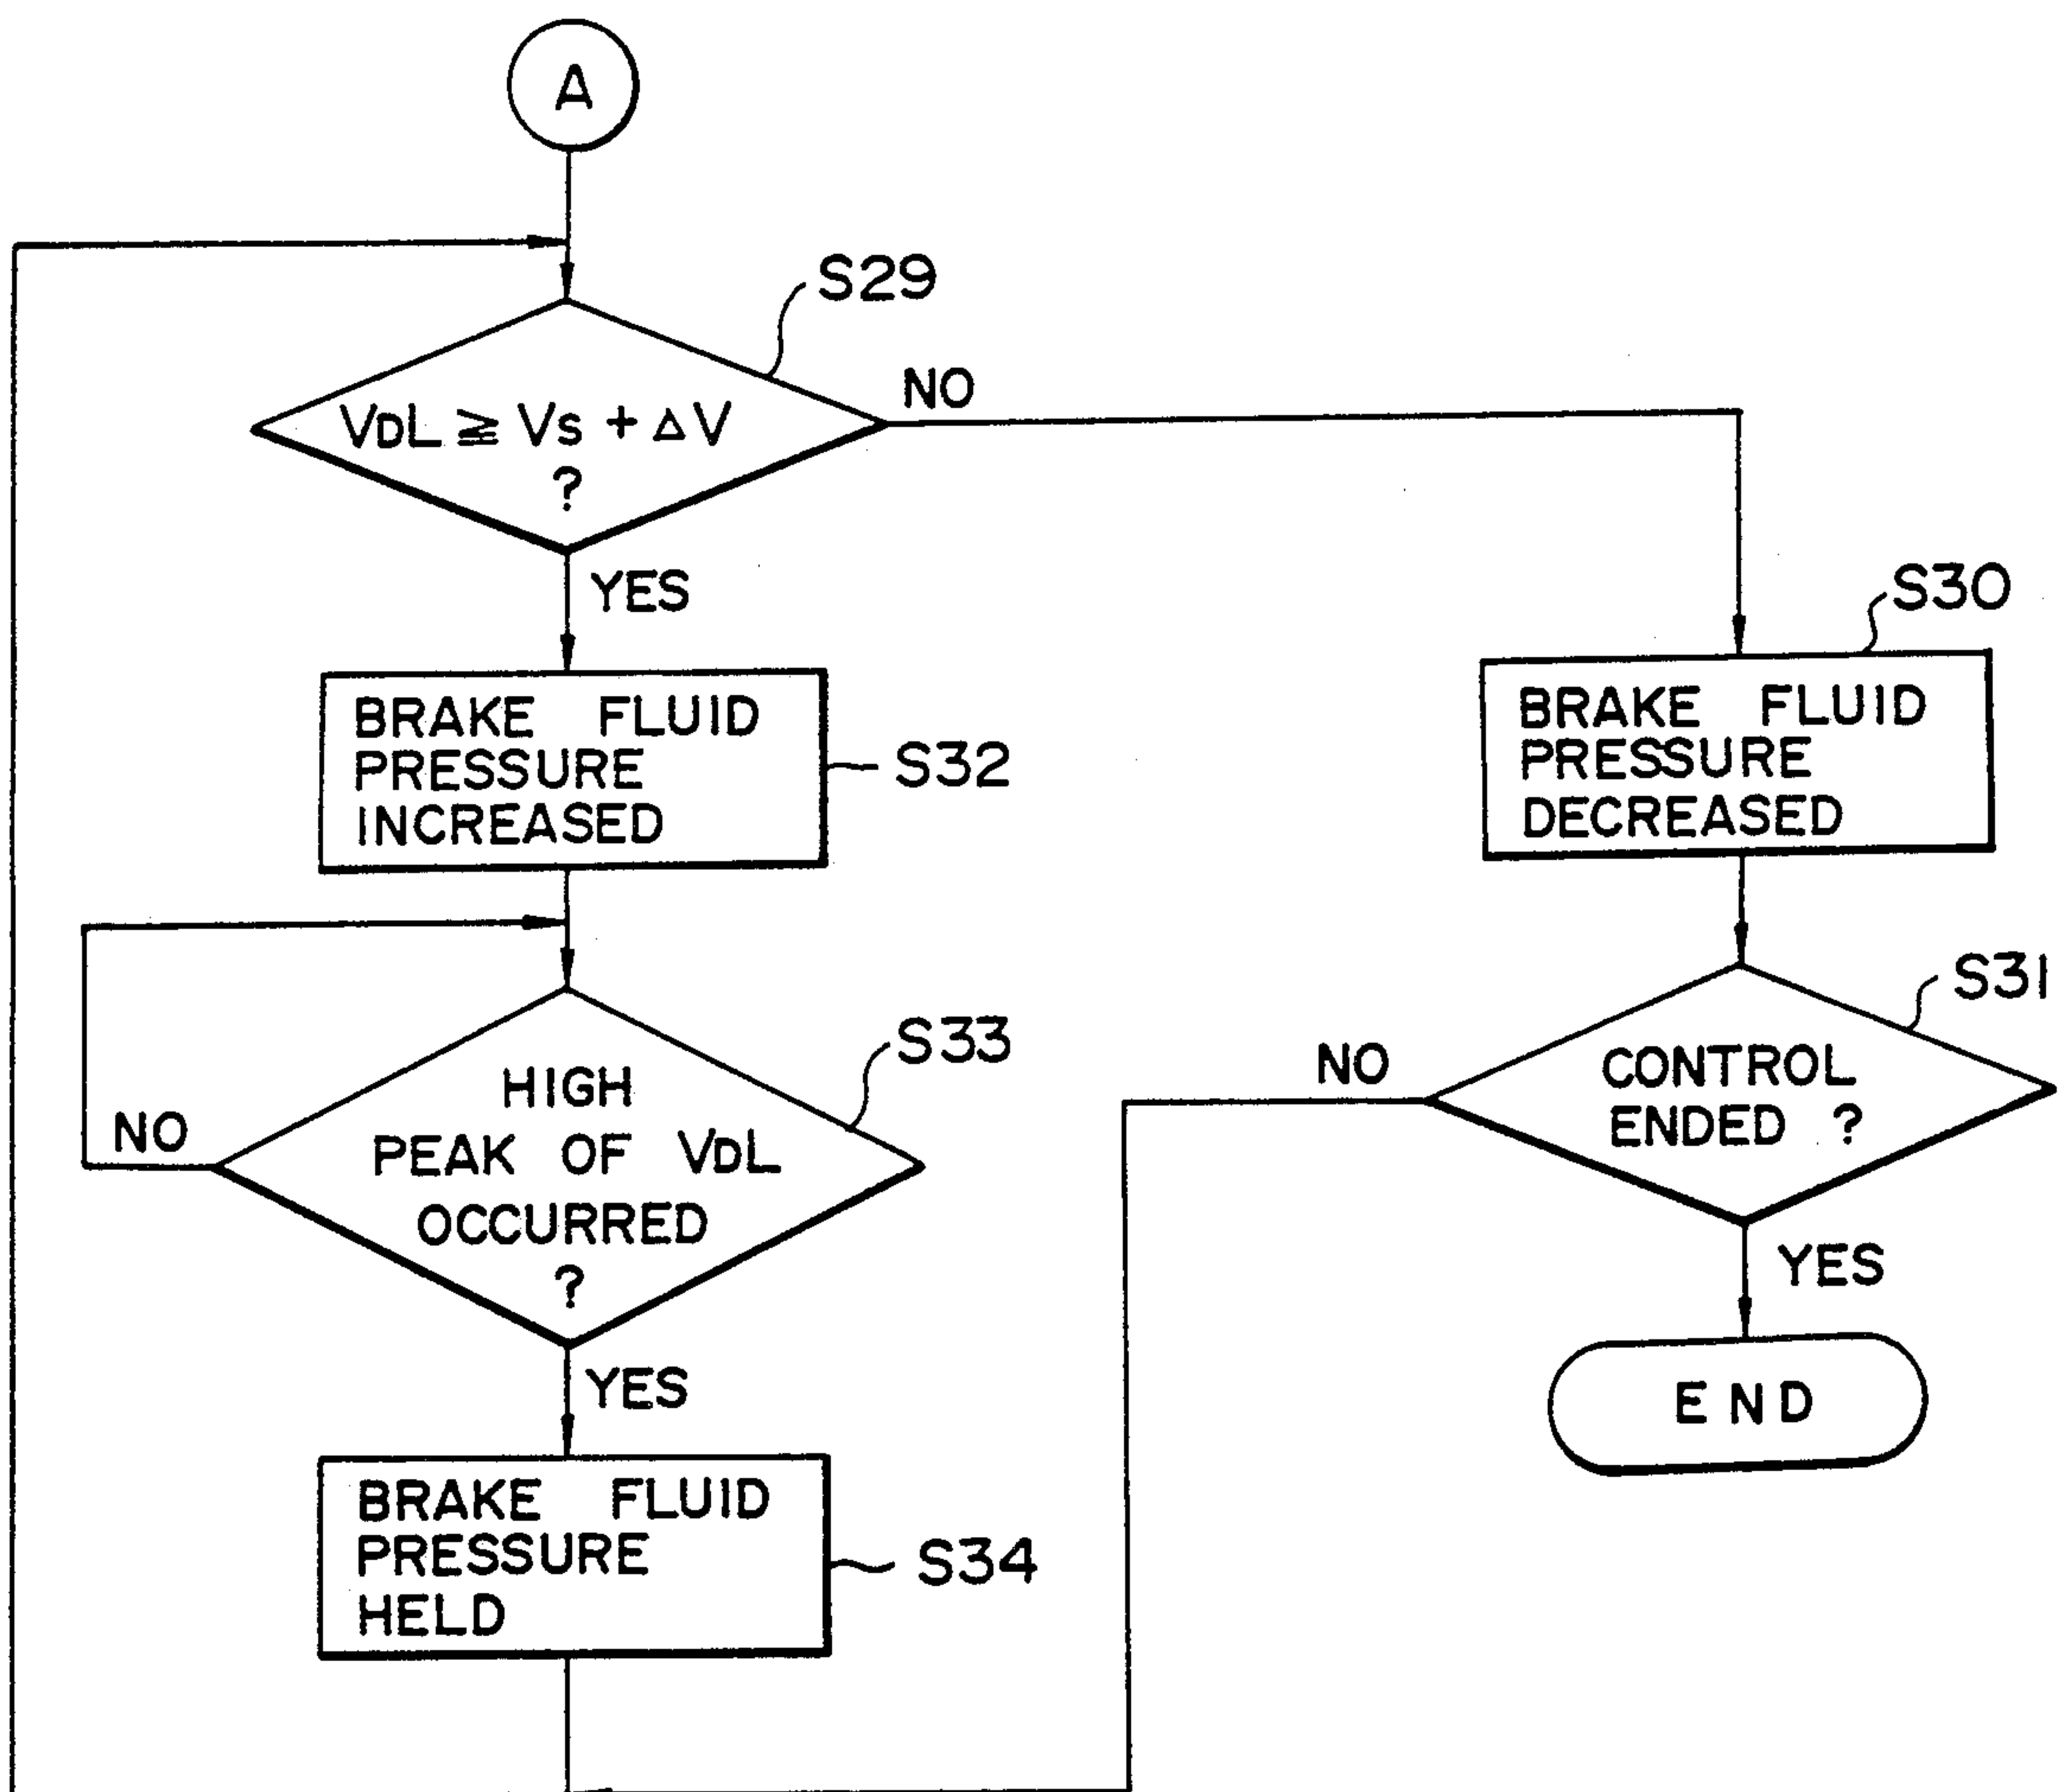 A
S29
VDL ≧ Vs + ΔV
?
NO
YES
S30
BRAKE FLUID
PRESSURE
INCREASED
S32
BRAKE FLUID
PRESSURE
DECREASED
S31
CONTROL
ENDED ?
NO
YES
END
S33
HIGH
PEAK OF VDL
OCCURRED
?
NO
YES
BRAKE FLUID
PRESSURE
HELD
S34